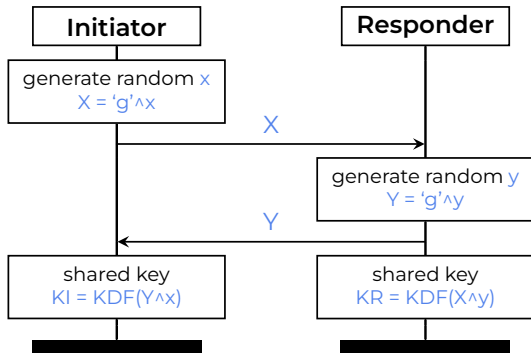 Initiator
Responder
generate random x
X = ‘g’^x
X
generate random y
Y = ‘g’^y
Y
shared key
KI = KDF(Y^x)
shared key
KR = KDF(X^y)